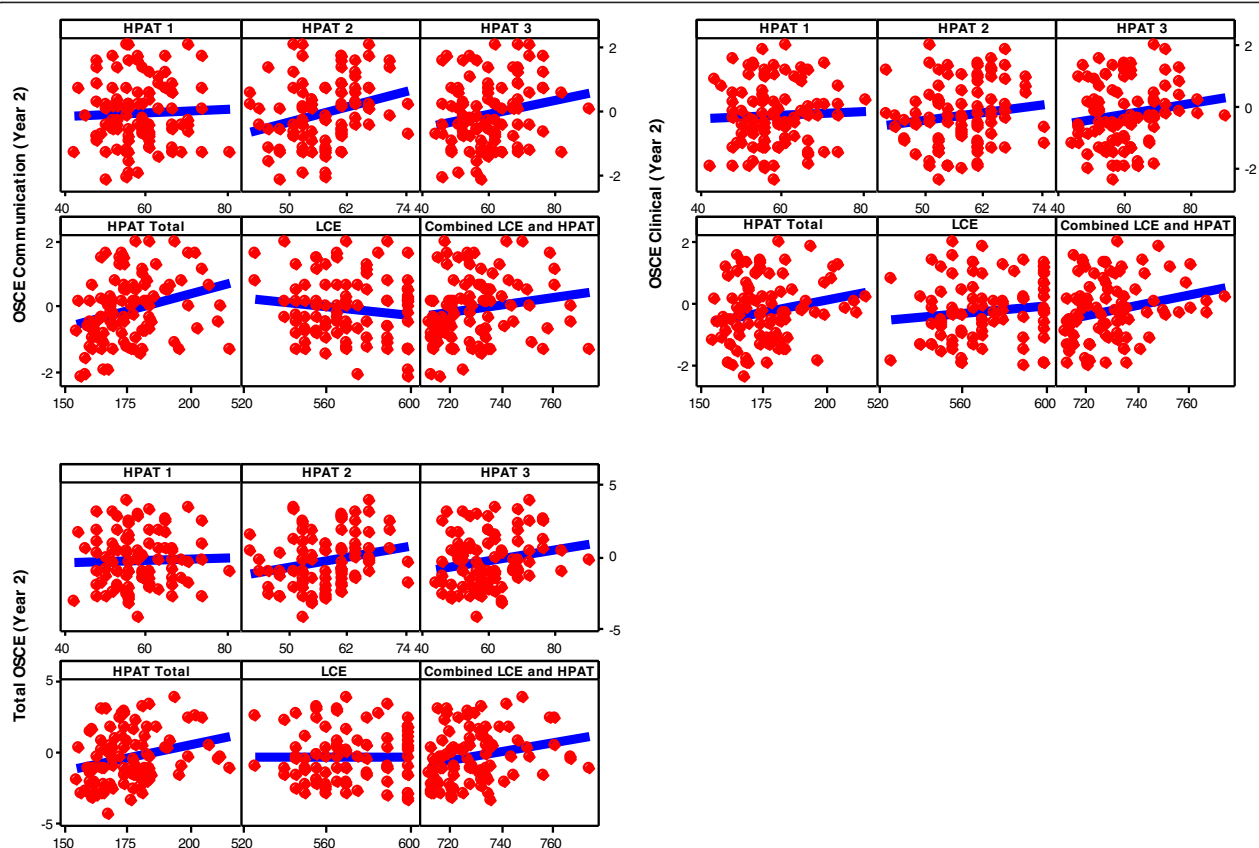 HPAT 1 HPAT 2 HPAT 3
2
0
-2
40 60 80 50 62 74 40 60 80
HPAT Total LCE Combined LCE and HPAT
2
0
-2
150 175 200 520 560 600 720 740 760
OSCE Communication (Year 2)
HPAT 1 HPAT 2 HPAT 3
2
0
-2
40 60 80 50 62 74 40 60 80
HPAT Total LCE Combined LCE and HPAT
2
0
-2
150 175 200 520 560 600 720 740 760
OSCE Clinical (Year 2)
HPAT 1 HPAT 2 HPAT 3
5
0
-5
40 60 80 50 62 74 40 60 80
HPAT Total LCE Combined LCE and HPAT
5
0
-5
150 175 200 520 560 600 720 740 760
Total OSCE (Year 2)